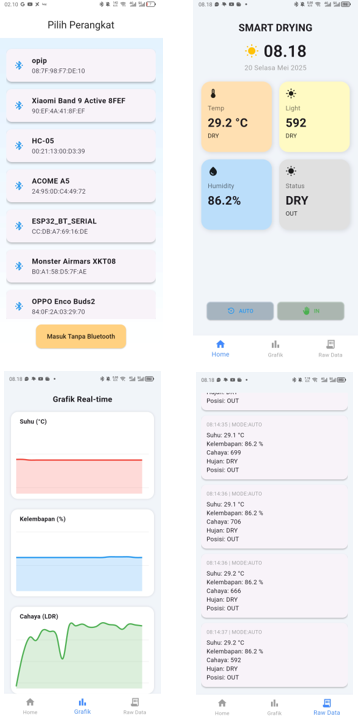 02.10
Pilih Perangkat
opip
08:7F:98:F7:DE:10
Xiaomi Band 9 Active 8FEF
90:EF:4A:41:8F:EF
HC-05
00:21:13:00:D3:39
ACOME A5
24:95:0D:C4:49:72
ESP32_BT_SERIAL
CC:DB:A7:69:16:DE
Monster Airmars XKT08
B0:A1:58:D5:7F:AE
OPPO Enco Buds2
84:0F:2A:03:29:70
Masuk Tanpa Bluetooth
08.18
SMART DRYING
08.18
20 Selasa Mei 2025
Temp
29.2 °C
DRY
Light
592
DRY
Humidity
86.2%
Status
DRY
OUT
AUTO
IN
Home
Grafik
Raw Data
08.19
Grafik Real-time
Suhu (°C)
Kelembapan (%)
Cahaya (LDR)
Home
Grafik
Raw Data
08.19
Hujan: DRY
Posisi: OUT
08:14:35 | MODE:AUTO
Suhu: 29.1 °C
Kelembapan: 86.2 %
Cahaya: 699
Hujan: DRY
Posisi: OUT
08:14:36 | MODE:AUTO
Suhu: 29.1 °C
Kelembapan: 86.2 %
Cahaya: 706
Hujan: DRY
Posisi: OUT
08:14:36 | MODE:AUTO
Suhu: 29.2 °C
Kelembapan: 86.2 %
Cahaya: 666
Hujan: DRY
Posisi: OUT
08:14:37 | MODE:AUTO
Suhu: 29.2 °C
Kelembapan: 86.2 %
Cahaya: 592
Hujan: DRY
Posisi: OUT
Home
Grafik
Raw Data